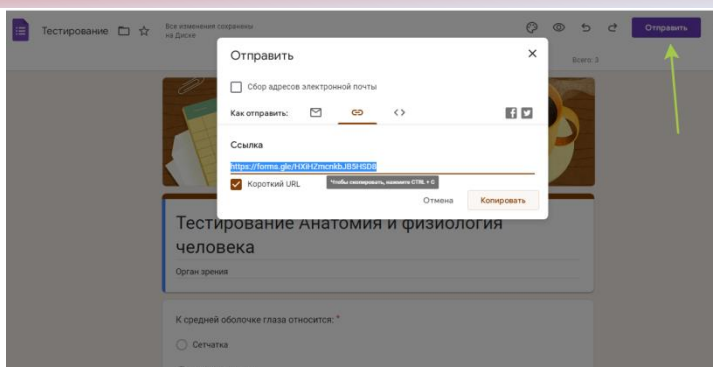 Тестирование
Все изменения сохранены
на Диске
Отправить
Всего 3
Отправить
Сбор адресов электронной почты
Как отправить:
Ссылка
https://forms.gle/HXiHZmcnkbJB5HSD8
Короткий URL
Чтобы скопировать, нажмите CTRL + C
Отмена
Копировать
Тестирование Анатомия и физиология
человека
Орган зрения
К средней оболочке глаза относится: *
Сетчатка